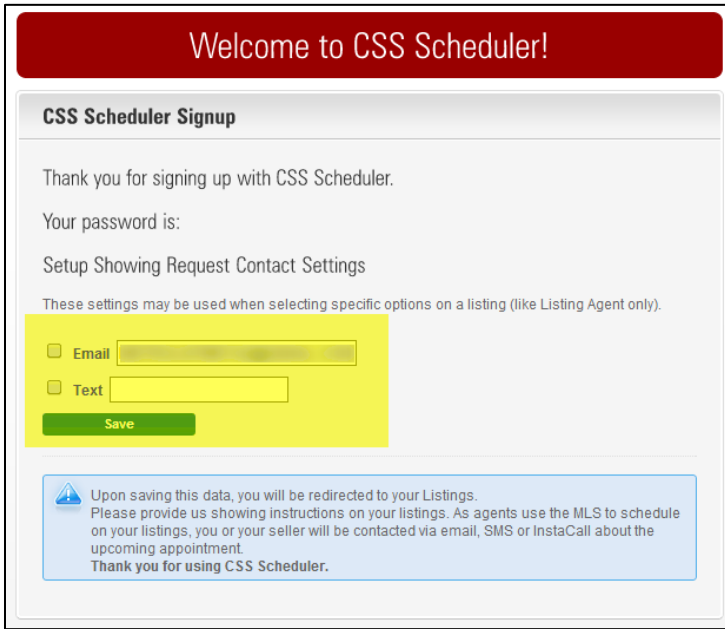 Welcome to CSS Scheduler!
CSS Scheduler Signup
Thank you for signing up with CSS Scheduler.
Your password is:
Setup Showing Request Contact Settings
These settings may be used when selecting specific options on a listing (like Listing Agent only).
Email
Text
Save
Upon saving this data, you will be redirected to your Listings.
Please provide us showing instructions on your listings. As agents use the MLS to schedule
on your listings, you or your seller will be contacted via email, SMS or InstaCall about the
upcoming appointment.
Thank you for using CSS Scheduler.